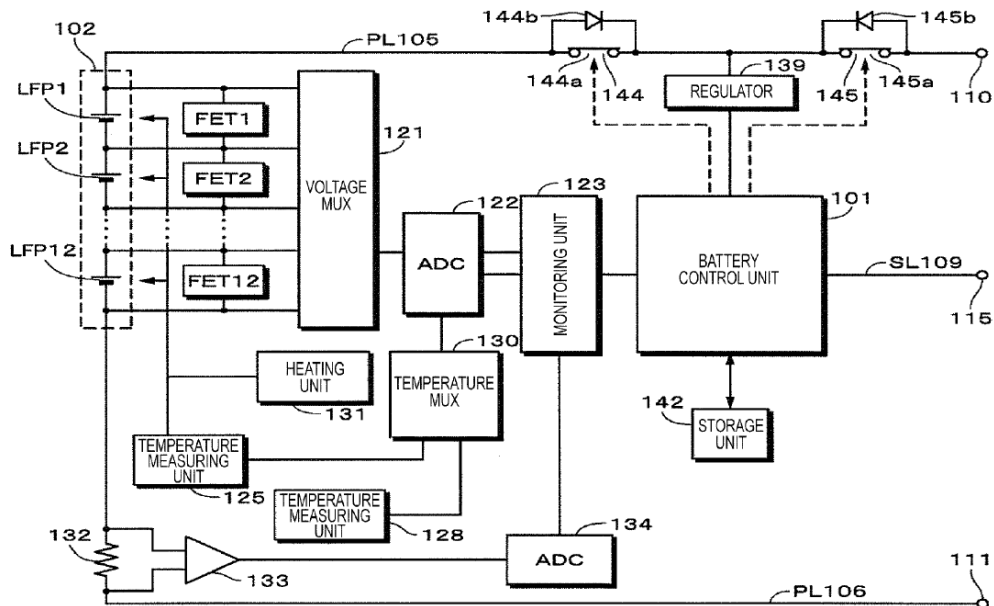 144b
145b
102
PL105
144a
144
139
145
145a
110
REGULATOR
LFP1
FET1
121
LFP2
FET2
VOLTAGE
MUX
122
123
101
LFP12
FET12
ADC
MONITORING UNIT
BATTERY
CONTROL UNIT
SL109
115
130
HEATING
UNIT
131
TEMPERATURE
MUX
142
STORAGE
UNIT
TEMPERATURE
MEASURING
UNIT
125
TEMPERATURE
MEASURING
UNIT
128
134
132
133
ADC
111
PL106